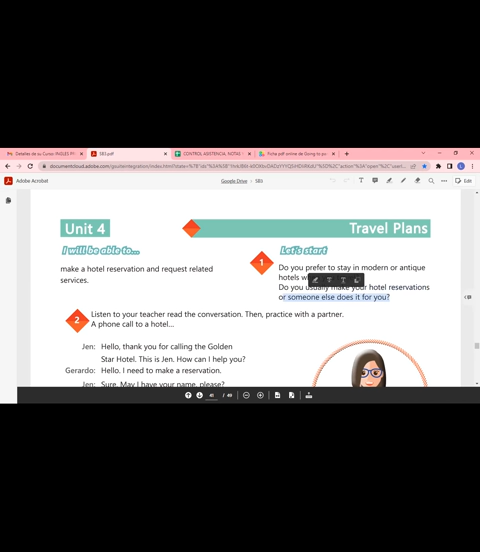 Detalles de su Curso: INGLES P
SB3.pdf
CONTROL ASISTENCIA, NOTAS
Ficha pdf online de Going to
documentcloud.adobe.com/gsuiteintegration/index.html
Adobe Acrobat
Google Drive > SB3
Edit
Unit 4
Travel Plans
I will be able to...
Let's start
make a hotel reservation and request related
services.
1
Do you prefer to stay in modern or antique
hotels
Do you usually make your hotel reservations
or someone else does it for you?
2
Listen to your teacher read the conversation. Then, practice with a partner.
A phone call to a hotel...
Jen: Hello, thank you for calling the Golden
Star Hotel. This is Jen. How can I help you?
Gerardo: Hello. I need to make a reservation.
Jen: Sure. May I have your name, please?
/ 49